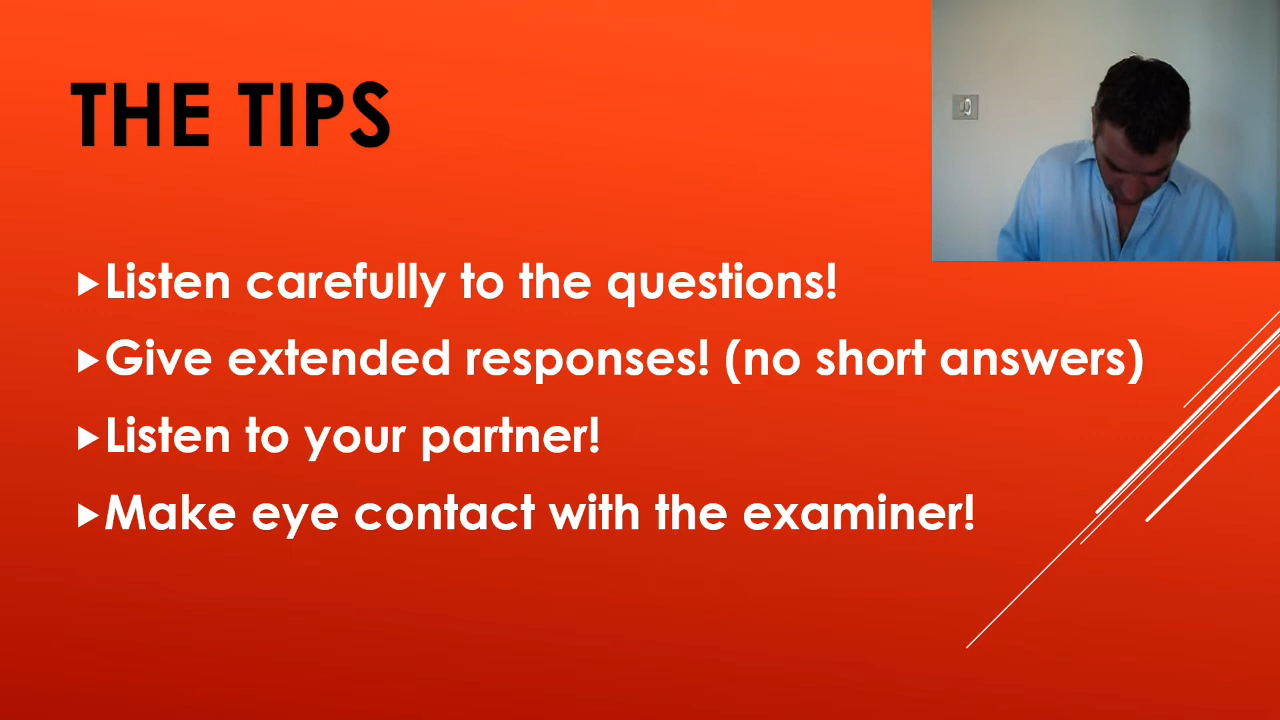 THE TIPS
Listen carefully to the questions!
Give extended responses! (no short answers)
Listen to your partner!
Make eye contact with the examiner!